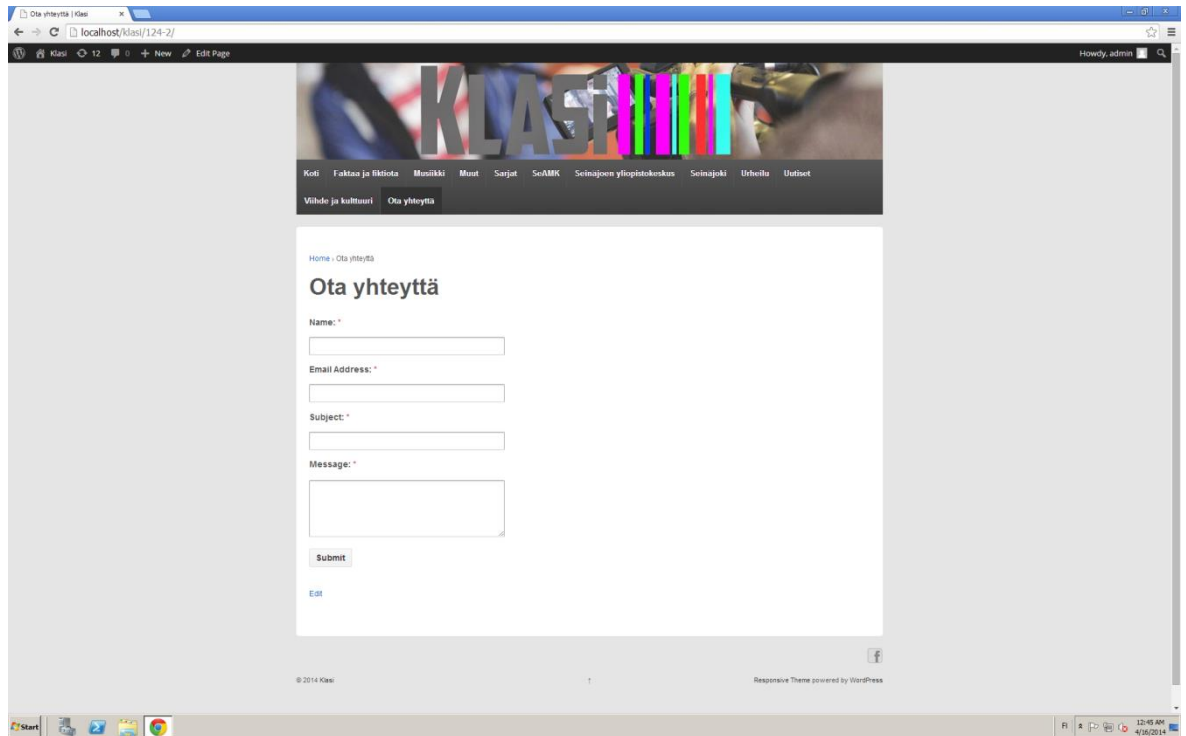 Ota yhteyttä | Klasi
localhost/klasi/124-2/
Klasi 12 0 + New Edit Page Howdy, admin
KLASi
Koti Faktaa ja fiktiota Musiikki Muut Sarjat SeAMK Seinäjoen yliopistokeskus Seinäjoki Urheilu Uutiset
Viihde ja kulttuuri Ota yhteyttä
Home › Ota yhteyttä
Ota yhteyttä
Name: *
Email Address: *
Subject: *
Message: *
Submit
Edit
© 2014 Klasi ↑ Responsive Theme powered by WordPress
Start FI 12:45 AM
4/16/2014